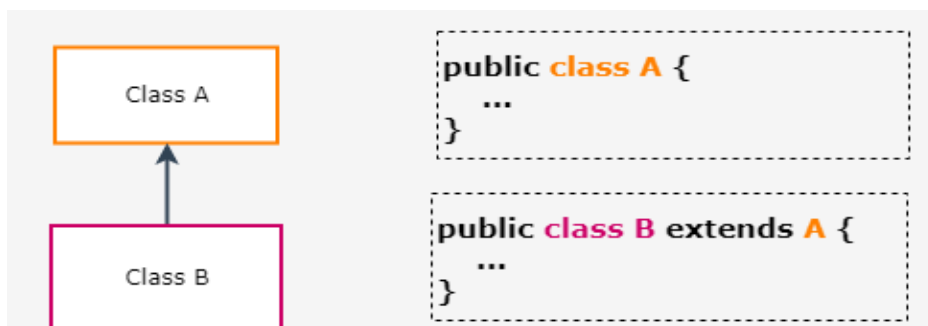 Class A
public class A {
...
}
Class B
public class B extends A {
...
}